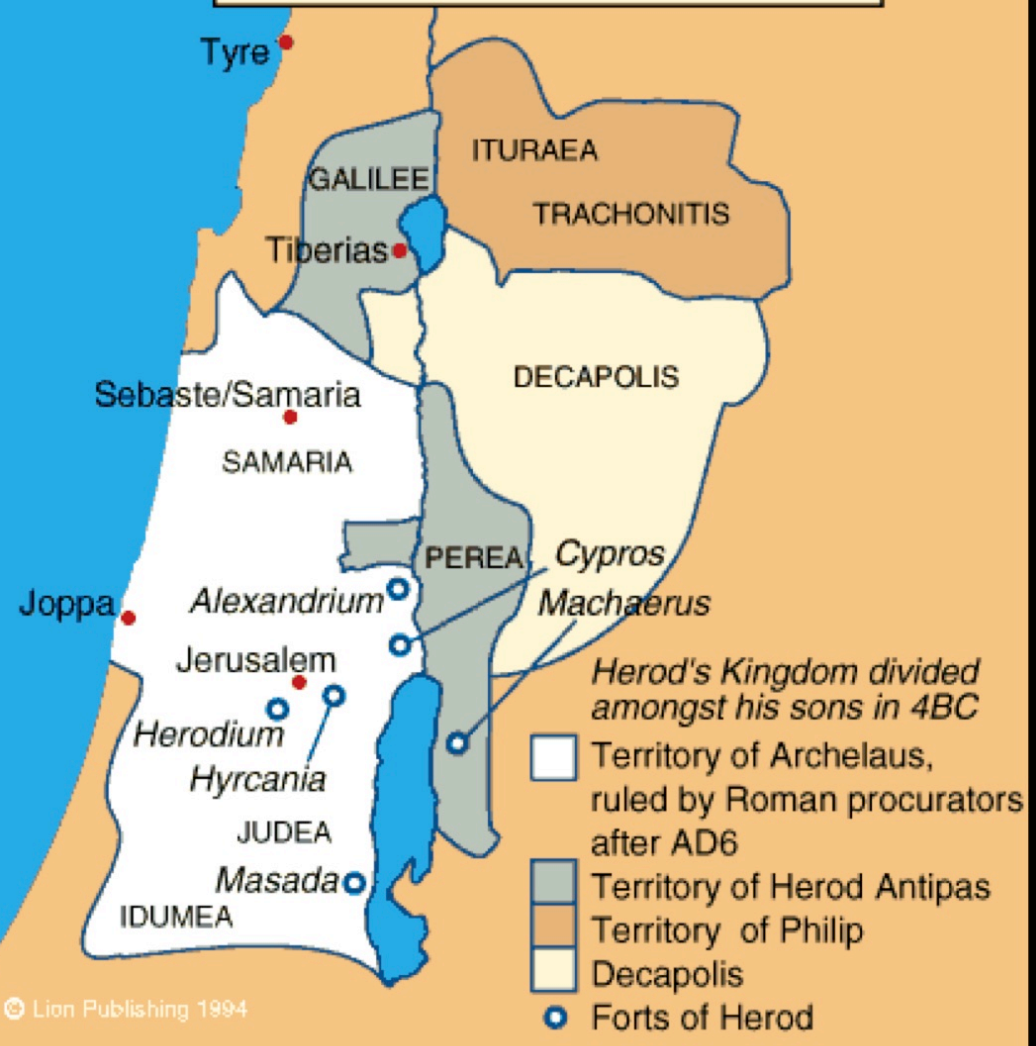 Tyre
ITURAEA
GALILEE
TRACHONITIS
Tiberias
DECAPOLIS
Sebaste/Samaria
SAMARIA
PEREA
Cypros
Alexandrium
Machaerus
Joppa
Jerusalem
Herodium
Hyrcania
JUDEA
Masada
IDUMEA
Herod's Kingdom divided
amongst his sons in 4BC
Territory of Archelaus,
ruled by Roman procurators
after AD6
Territory of Herod Antipas
Territory of Philip
Decapolis
Forts of Herod
© Lion Publishing 1994